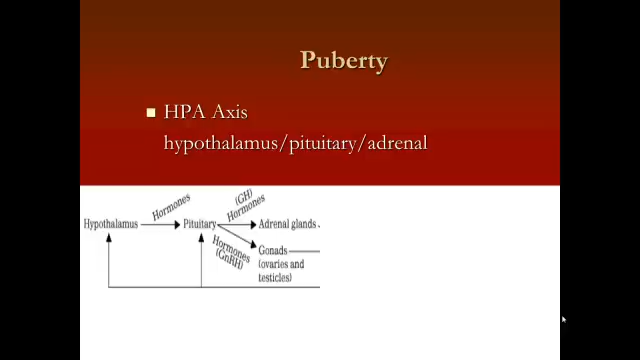 Puberty
HPA Axis
hypothalamus/pituitary/adrenal
Hypothalamus
Hormones
Pituitary
(GH)
Hormones
Adrenal glands
Hormones
(GnRH)
Gonads
(ovaries and
testicles)